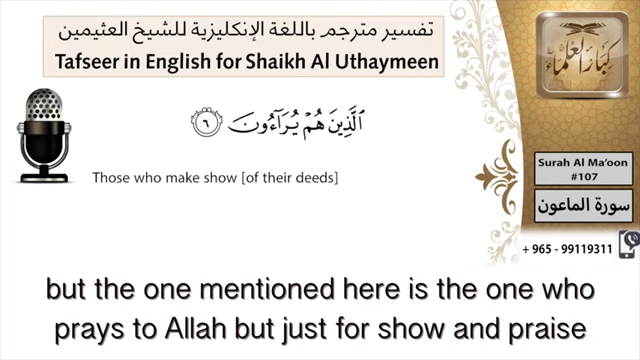 تفسير مترجم باللغة الإنكليزية للشيخ العثيمين
Tafseer in English for Shaikh Al Uthaymeen
كبار العلماء
ٱلَّذِينَ هُمْ يُرَآءُونَ ٦
Those who make show [of their deeds]
Surah Al Ma'oon
#107
سورة الماعون
+ 965 - 99119311
but the one mentioned here is the one who
prays to Allah but just for show and praise